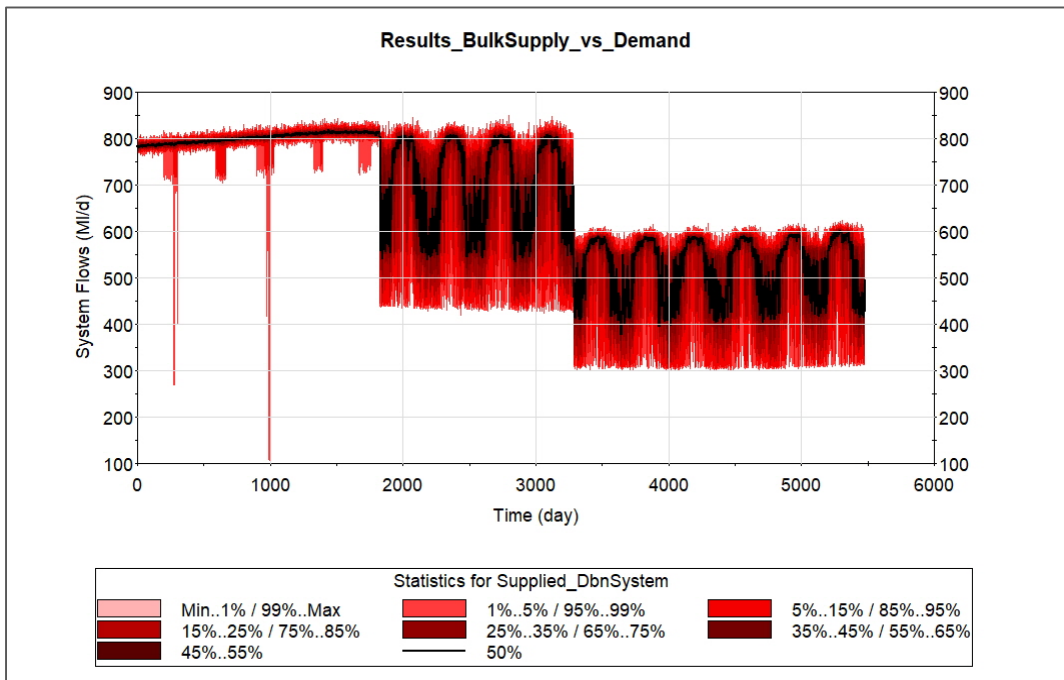 Results_BulkSupply_vs_Demand
900 900
800 800
700 700
600 600
500 500
400 400
300 300
200 200
100 100
System Flows (Ml/d)
0 1000 2000 3000 4000 5000 6000
Time (day)
Statistics for Supplied_DbnSystem
Min..1% / 99%..Max 1%..5% / 95%..99% 5%..15% / 85%..95%
15%..25% / 75%..85% 25%..35% / 65%..75% 35%..45% / 55%..65%
45%..55% 50%